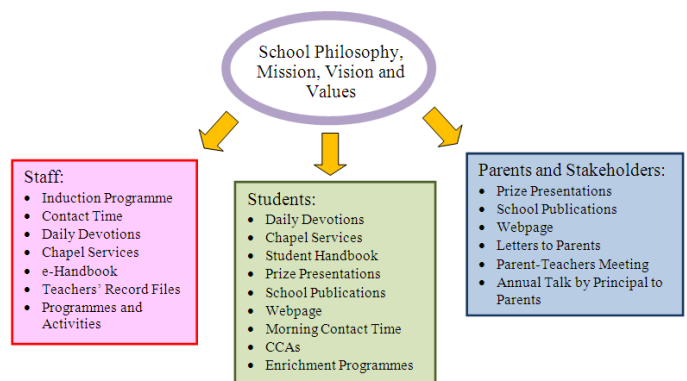 School Philosophy,
Mission, Vision and
Values
Staff:
• Induction Programme
• Contact Time
• Daily Devotions
• Chapel Services
• e-Handbook
• Teachers’ Record Files
• Programmes and
Activities
Students:
• Daily Devotions
• Chapel Services
• Student Handbook
• Prize Presentations
• School Publications
• Webpage
• Morning Contact Time
• CCAs
• Enrichment Programmes
Parents and Stakeholders:
• Prize Presentations
• School Publications
• Webpage
• Letters to Parents
• Parent-Teachers Meeting
• Annual Talk by Principal to
Parents